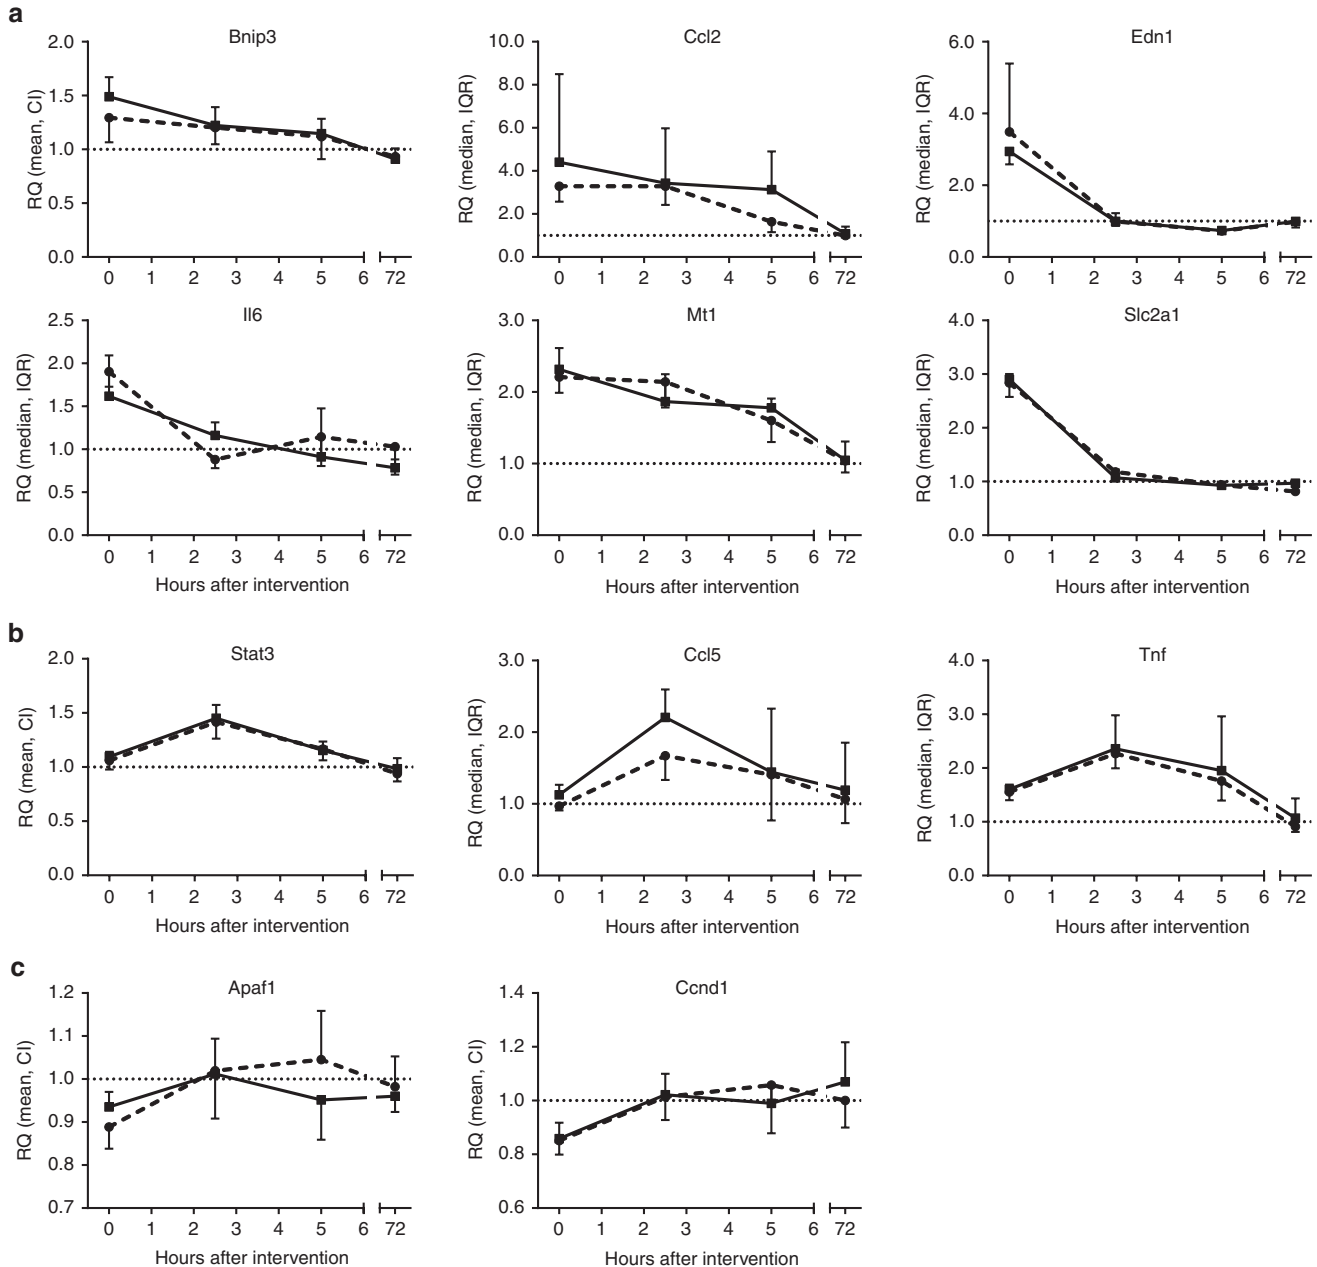 a
Bnip3
RQ (mean, CI)
2.0
1.5
1.0
0.5
0.0
0 1 2 3 4 5 6 72
Ccl2
RQ (median, IQR)
10.0
8.0
6.0
4.0
2.0
0.0
0 1 2 3 4 5 6 72
Edn1
RQ (median, IQR)
6.0
4.0
2.0
0.0
0 1 2 3 4 5 6 72
Il6
RQ (median, IQR)
2.5
2.0
1.5
1.0
0.5
0.0
0 1 2 3 4 5 6 72
Hours after intervention
Mt1
RQ (median, IQR)
3.0
2.0
1.0
0.0
0 1 2 3 4 5 6 72
Hours after intervention
Slc2a1
RQ (median, IQR)
4.0
3.0
2.0
1.0
0.0
0 1 2 3 4 5 6 72
Hours after intervention
b
Stat3
RQ (mean, CI)
2.0
1.5
1.0
0.5
0.0
0 1 2 3 4 5 6 72
Hours after intervention
Ccl5
RQ (median, IQR)
3.0
2.0
1.0
0.0
0 1 2 3 4 5 6 72
Hours after intervention
Tnf
RQ (median, IQR)
4.0
3.0
2.0
1.0
0.0
0 1 2 3 4 5 6 72
Hours after intervention
c
Apaf1
RQ (mean, CI)
1.2
1.1
1.0
0.9
0.8
0.7
0 1 2 3 4 5 6 72
Hours after intervention
Ccnd1
RQ (mean, CI)
1.4
1.2
1.0
0.8
0.6
0 1 2 3 4 5 6 72
Hours after intervention